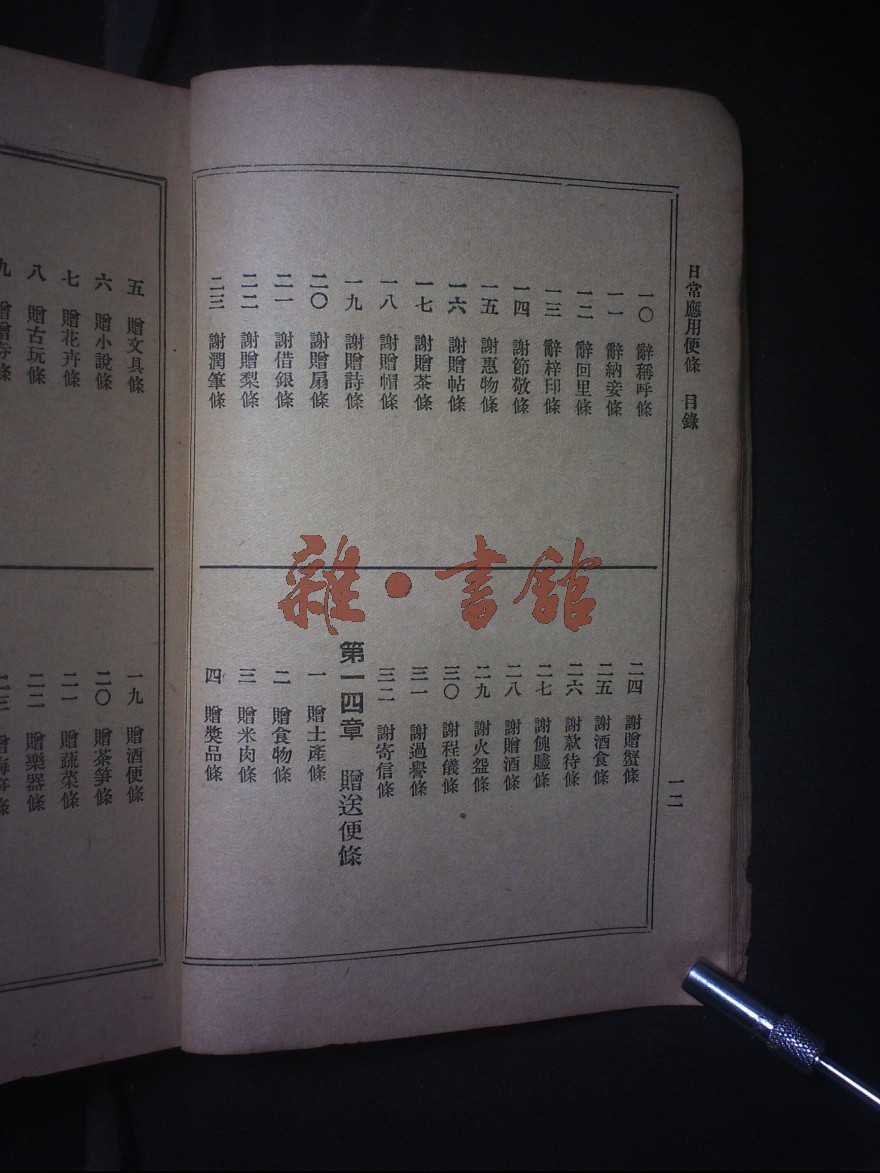 日常應用便條 目錄
一二
一〇 辭稱呼條
一一 辭納妾條
一二 辭回里條
一三 辭梓印條
一四 謝節敬條
一五 謝惠物條
一六 謝贈帖條
一七 謝贈茶條
一八 謝贈帽條
一九 謝贈詩條
二〇 謝贈扇條
二一 謝借銀條
二二 謝贈梨條
二三 謝潤筆條
二四 謝贈蟹條
二五 謝酒食條
二六 謝款待條
二七 謝餽贐條
二八 謝贈酒條
二九 謝火盌條
三〇 謝程儀條
三一 謝過譽條
三二 謝寄信條
第一四章 贈送便條
一 贈土產條
二 贈食物條
三 贈米肉條
四 贈獎品條
五 贈文具條
六 贈小說條
七 贈花卉條
八 贈古玩條
九 贈 條
一九 贈酒便條
二〇 贈茶筍條
二一 贈蔬菜條
二二 贈樂器條
二三 條
雜·書館